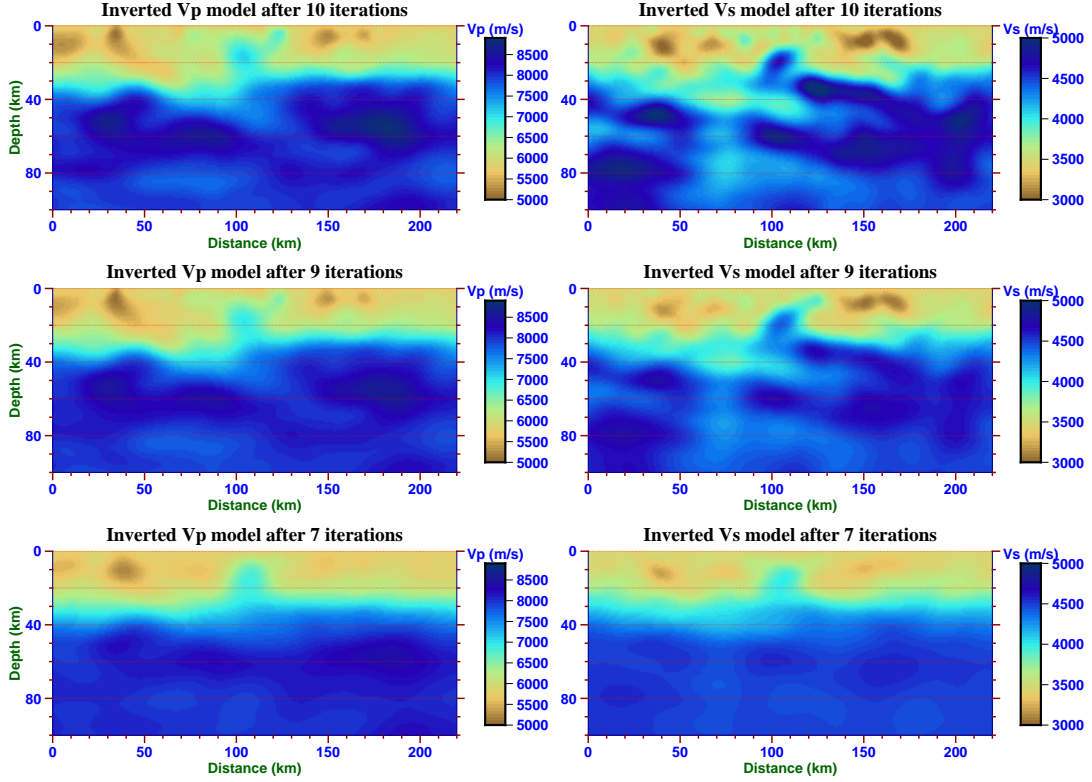 Inverted Vp model after 10 iterations
Inverted Vs model after 10 iterations
Vp (m/s)
Vs (m/s)
0
40
80
Depth (km)
0 50 100 150 200
Distance (km)
8500
8000
7500
7000
6500
6000
5500
5000
0
40
80
0 50 100 150 200
Distance (km)
5000
4500
4000
3500
3000
Inverted Vp model after 9 iterations
Inverted Vs model after 9 iterations
Vp (m/s)
Vs (m/s)
0
40
80
Depth (km)
0 50 100 150 200
Distance (km)
8500
8000
7500
7000
6500
6000
5500
5000
0
40
80
0 50 100 150 200
Distance (km)
5000
4500
4000
3500
3000
Inverted Vp model after 7 iterations
Inverted Vs model after 7 iterations
Vp (m/s)
Vs (m/s)
0
40
80
Depth (km)
0 50 100 150 200
Distance (km)
8500
8000
7500
7000
6500
6000
5500
5000
0
40
80
0 50 100 150 200
Distance (km)
5000
4500
4000
3500
3000